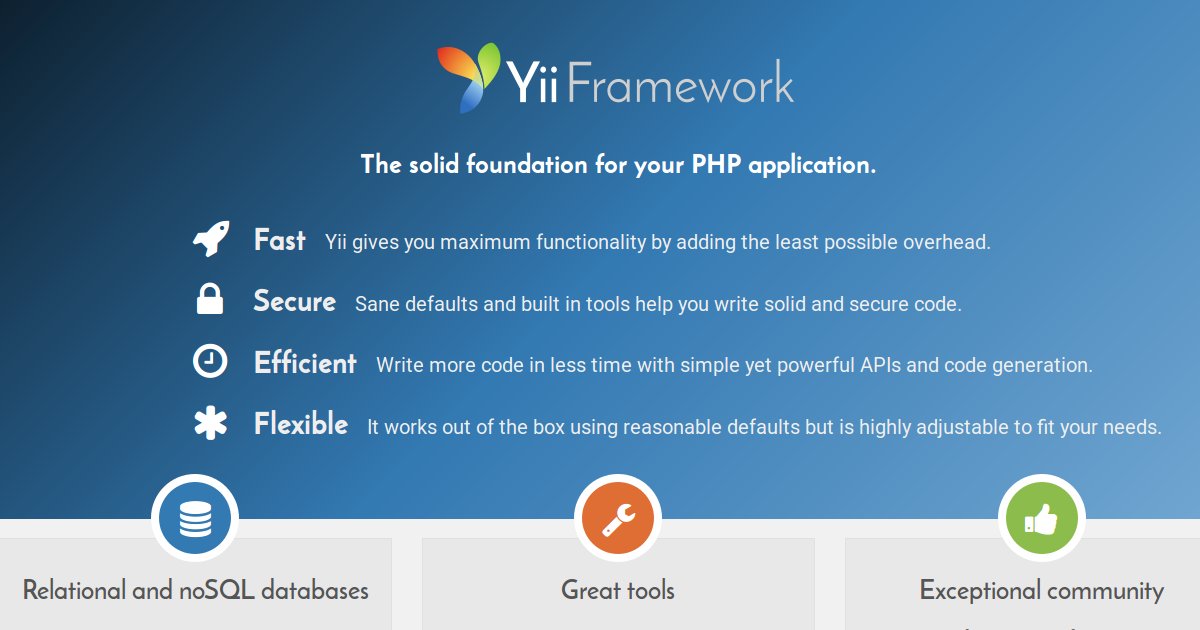 Yii Framework
The solid foundation for your PHP application.
Fast Yii gives you maximum functionality by adding the least possible overhead.
Secure Sane defaults and built in tools help you write solid and secure code.
Efficient Write more code in less time with simple yet powerful APIs and code generation.
Flexible It works out of the box using reasonable defaults but is highly adjustable to fit your needs.
Relational and noSQL databases
Great tools
Exceptional community